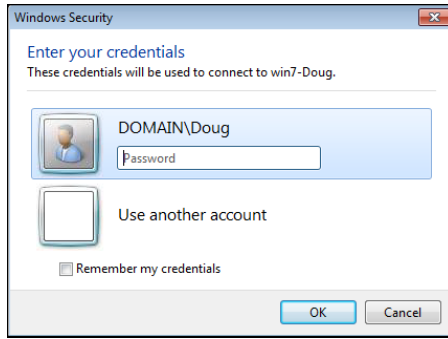 Windows Security
Enter your credentials
These credentials will be used to connect to win7-Doug.
DOMAIN\Doug
Password
Use another account
Remember my credentials
OK
Cancel